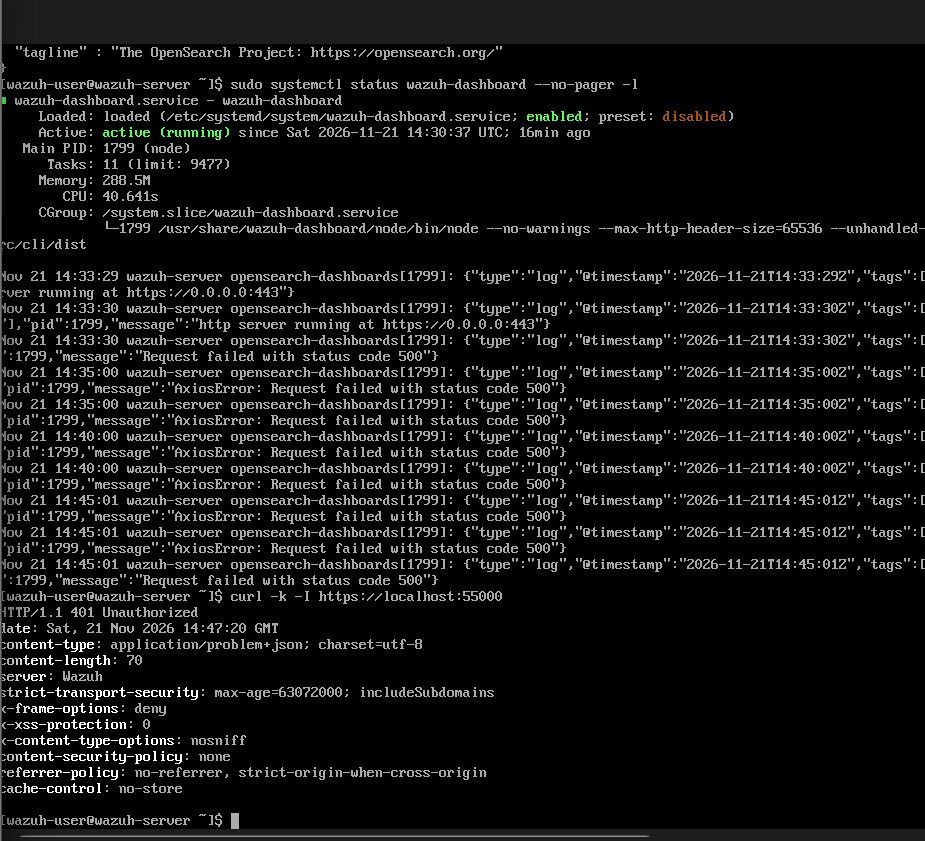 "tagline" : "The OpenSearch Project: https://opensearch.org/"
}
[wazuh-user@wazuh-server ~]$ sudo systemctl status wazuh-dashboard --no-pager -l
wazuh-dashboard.service - wazuh-dashboard
Loaded: loaded (/etc/systemd/system/wazuh-dashboard.service; enabled; preset: disabled)
Active: active (running) since Sat 2026-11-21 14:30:37 UTC; 16min ago
Main PID: 1799 (node)
Tasks: 11 (limit: 9477)
Memory: 288.5M
CPU: 40.641s
CGroup: /system.slice/wazuh-dashboard.service
└─1799 /usr/share/wazuh-dashboard/node/bin/node --no-warnings --max-http-header-size=65536 --unhandled-
rc/cli/dist
Nov 21 14:33:29 wazuh-server opensearch-dashboards[1799]: {"type":"log","@timestamp":"2026-11-21T14:33:29Z","tags":[
rver running at https://0.0.0.0:443"}
Nov 21 14:33:30 wazuh-server opensearch-dashboards[1799]: {"type":"log","@timestamp":"2026-11-21T14:33:30Z","tags":[
"],"pid":1799,"message":"http server running at https://0.0.0.0:443"}
Nov 21 14:33:30 wazuh-server opensearch-dashboards[1799]: {"type":"log","@timestamp":"2026-11-21T14:33:30Z","tags":[
":1799,"message":"Request failed with status code 500"}
Nov 21 14:35:00 wazuh-server opensearch-dashboards[1799]: {"type":"log","@timestamp":"2026-11-21T14:35:00Z","tags":[
"pid":1799,"message":"AxiosError: Request failed with status code 500"}
Nov 21 14:35:00 wazuh-server opensearch-dashboards[1799]: {"type":"log","@timestamp":"2026-11-21T14:35:00Z","tags":[
"pid":1799,"message":"AxiosError: Request failed with status code 500"}
Nov 21 14:40:00 wazuh-server opensearch-dashboards[1799]: {"type":"log","@timestamp":"2026-11-21T14:40:00Z","tags":[
"pid":1799,"message":"AxiosError: Request failed with status code 500"}
Nov 21 14:40:00 wazuh-server opensearch-dashboards[1799]: {"type":"log","@timestamp":"2026-11-21T14:40:00Z","tags":[
"pid":1799,"message":"AxiosError: Request failed with status code 500"}
Nov 21 14:45:01 wazuh-server opensearch-dashboards[1799]: {"type":"log","@timestamp":"2026-11-21T14:45:01Z","tags":[
"pid":1799,"message":"AxiosError: Request failed with status code 500"}
Nov 21 14:45:01 wazuh-server opensearch-dashboards[1799]: {"type":"log","@timestamp":"2026-11-21T14:45:01Z","tags":[
"pid":1799,"message":"AxiosError: Request failed with status code 500"}
Nov 21 14:45:01 wazuh-server opensearch-dashboards[1799]: {"type":"log","@timestamp":"2026-11-21T14:45:01Z","tags":[
":1799,"message":"Request failed with status code 500"}
[wazuh-user@wazuh-server ~]$ curl -k -I https://localhost:55000
HTTP/1.1 401 Unauthorized
date: Sat, 21 Nov 2026 14:47:20 GMT
content-type: application/problem+json; charset=utf-8
content-length: 70
server: Wazuh
strict-transport-security: max-age=63072000; includeSubdomains
x-frame-options: deny
x-xss-protection: 0
x-content-type-options: nosniff
content-security-policy: none
referrer-policy: no-referrer, strict-origin-when-cross-origin
cache-control: no-store
[wazuh-user@wazuh-server ~]$